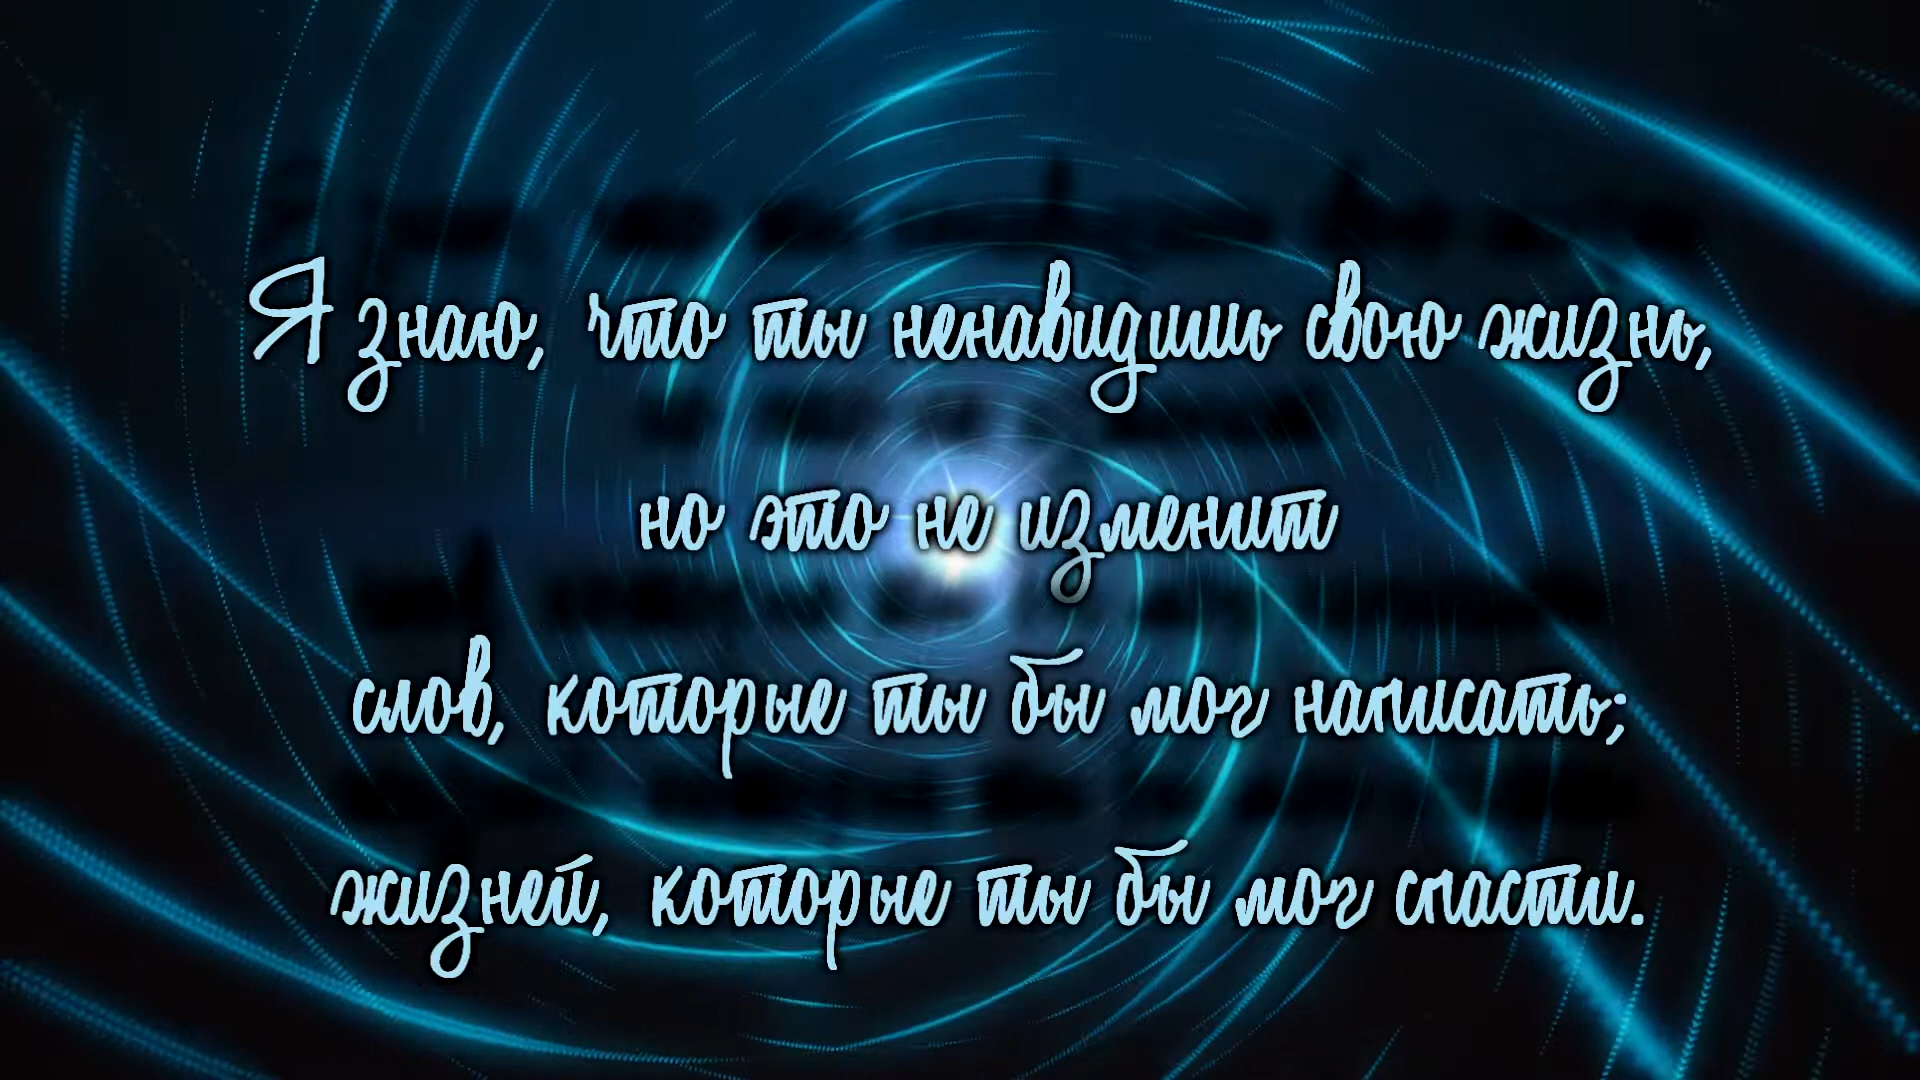 Я знаю, что ты ненавидишь свою жизнь,
но это не изменит
слов, которые ты бы мог написать;
жизней, которые ты бы мог спасти.